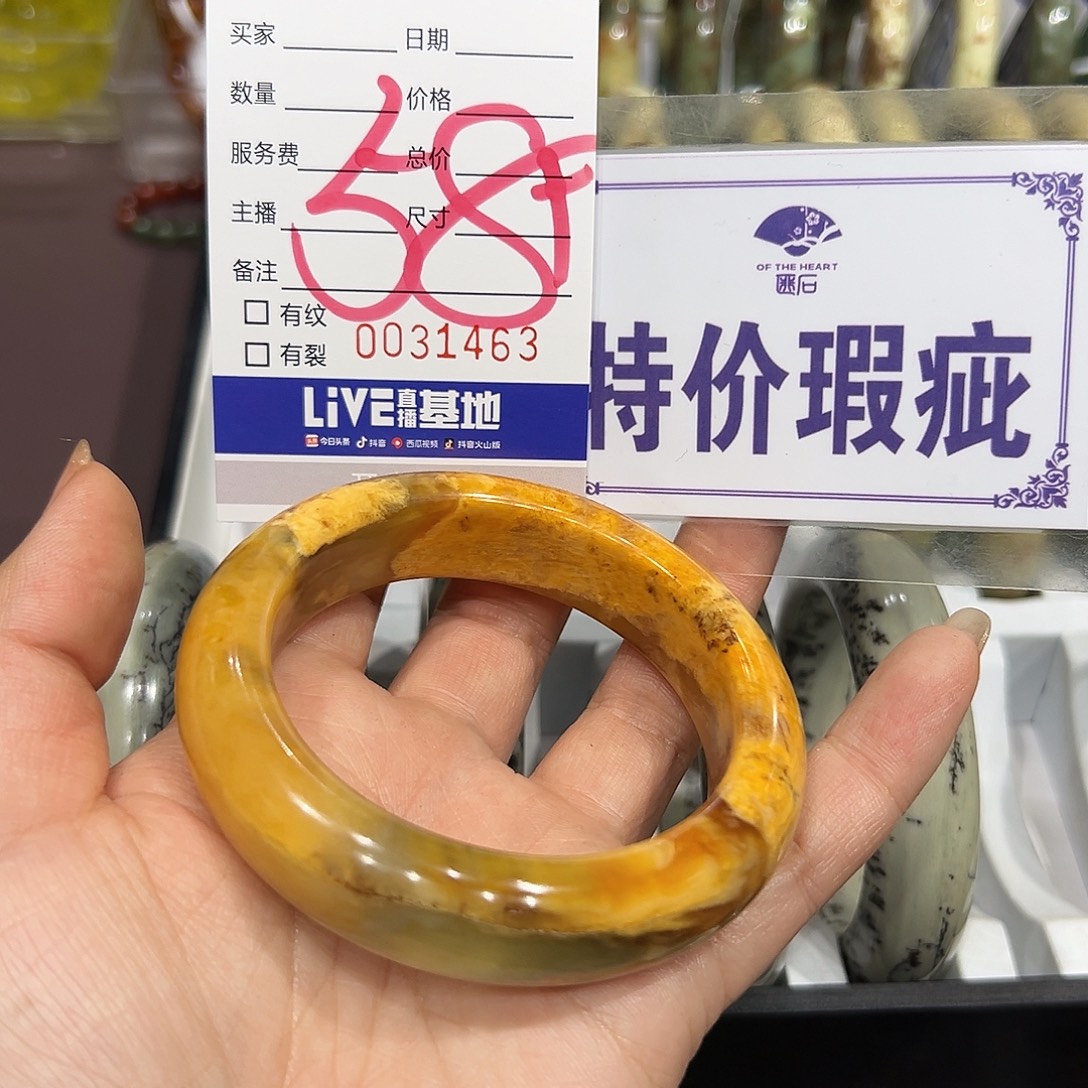 买家 日期
数量 价格
服务费 总价
主播 尺寸
备注
58
有纹
有裂
0031463
LiVE直播基地
今日头条 抖音 西瓜视频 抖音火山版
OF THE HEART
匪石
特价瑕疵